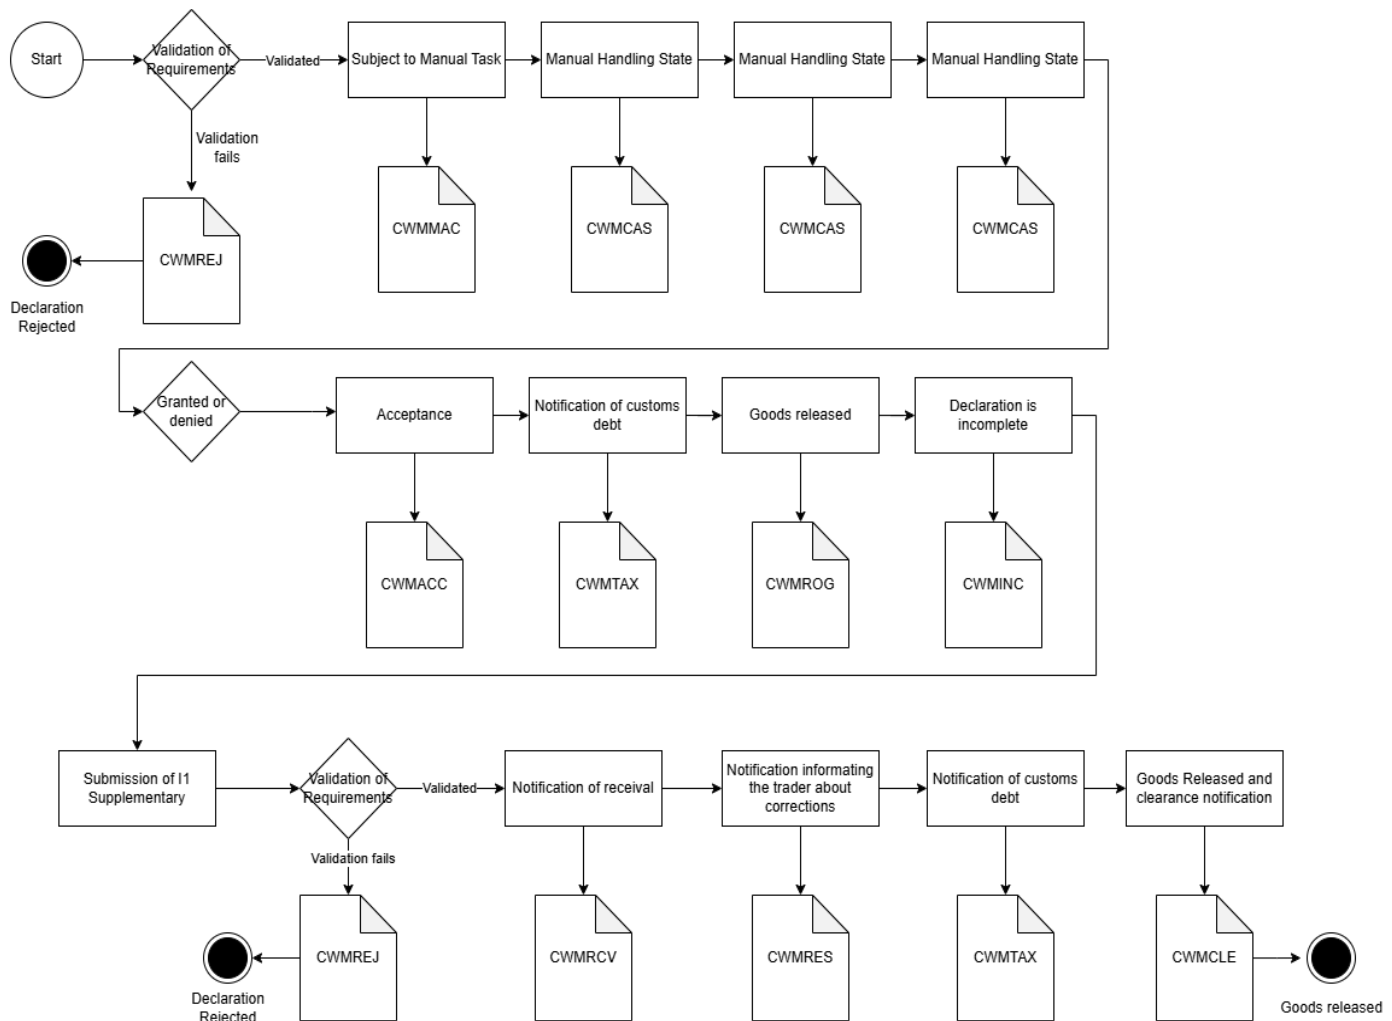 Start
Validation of
Requirements
Validated
Subject to Manual Task
Manual Handling State
Manual Handling State
Manual Handling State
Validation
fails
CWMREJ
CWMMAC
CWMCAS
CWMCAS
CWMCAS
Declaration
Rejected
Granted or
denied
Acceptance
Notification of customs
debt
Goods released
Declaration is
incomplete
CWMACC
CWMTAX
CWMROG
CWMINC
Submission of I1
Supplementary
Validation of
Requirements
Validated
Notification of receival
Notification informating
the trader about
corrections
Notification of customs
debt
Goods Released and
clearance notification
Validation fails
CWMREJ
CWMRCV
CWMRES
CWMTAX
CWMCLE
Declaration
Rejected
Goods released